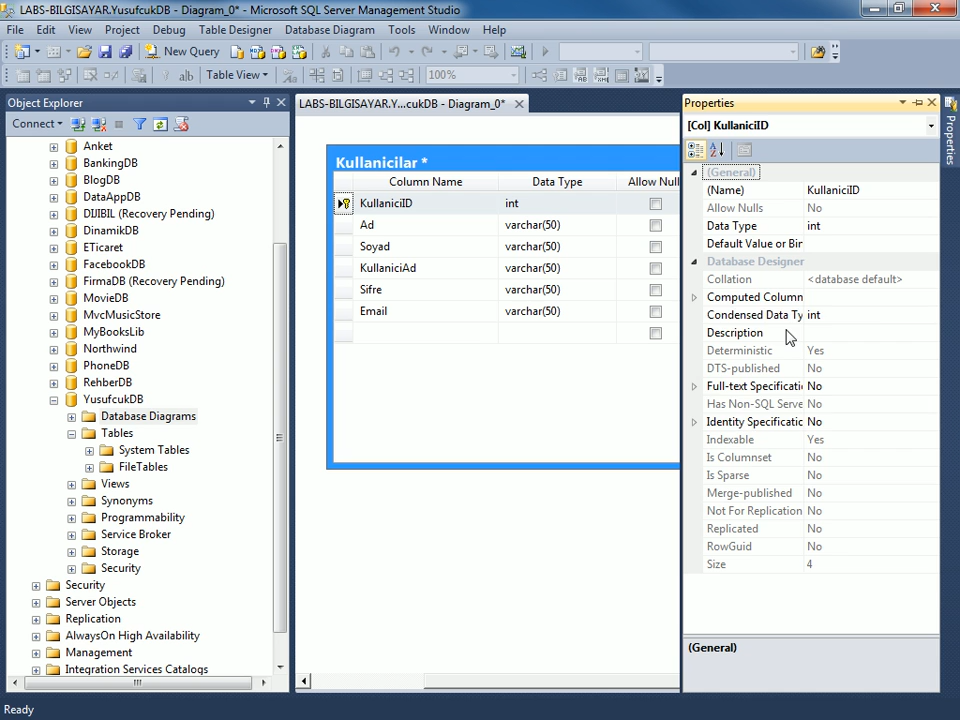 LABS-BILGISAYAR.YusufcukDB - Diagram_0* - Microsoft SQL Server Management Studio
File Edit View Project Debug Table Designer Database Diagram Tools Window Help
New Query
Table View 100%
Object Explorer
Connect
Anket
BankingDB
BlogDB
DataAppDB
DIJIBIL (Recovery Pending)
DinamikDB
ETicaret
FacebookDB
FirmaDB (Recovery Pending)
MovieDB
MvcMusicStore
MyBooksLib
Northwind
PhoneDB
RehberDB
YusufcukDB
Database Diagrams
Tables
System Tables
FileTables
Views
Synonyms
Programmability
Service Broker
Storage
Security
Security
Server Objects
Replication
AlwaysOn High Availability
Management
Integration Services Catalogs
LABS-BILGISAYAR.Y...cukDB - Diagram_0*
Kullanicilar *
Column Name Data Type Allow Null
KullaniciID int
Ad varchar(50)
Soyad varchar(50)
KullaniciAd varchar(50)
Sifre varchar(50)
Email varchar(50)
Properties
[Col] KullaniciID
(General)
(Name) KullaniciID
Allow Nulls No
Data Type int
Default Value or Bin
Database Designer
Collation <database default>
Computed Column
Condensed Data Ty int
Description
Deterministic Yes
DTS-published No
Full-text Specificati No
Has Non-SQL Serve No
Identity Specificatio No
Indexable Yes
Is Columnset No
Is Sparse No
Merge-published No
Not For Replication No
Replicated No
RowGuid No
Size 4
(General)
Properties
Ready